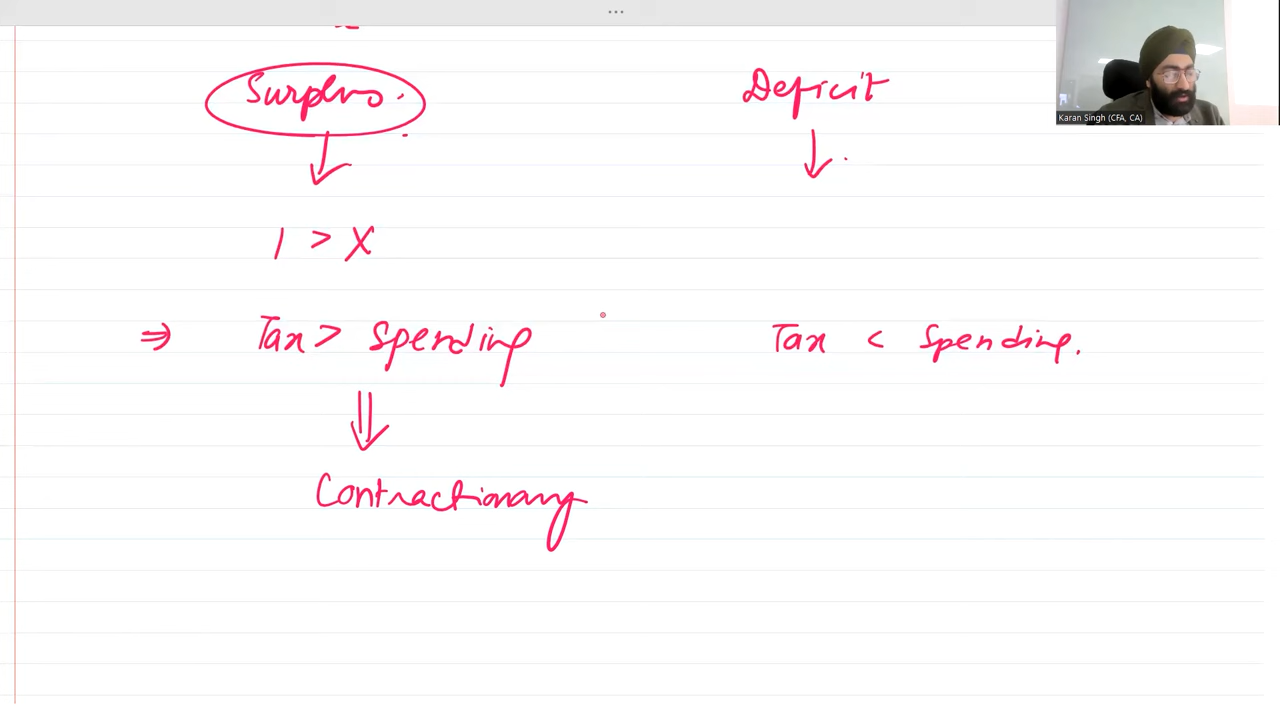 Surplus.
Deficit
I > X
⇒ Tax > Spending
Tax < Spending.
Contractionary
Karan Singh (CFA, CA)